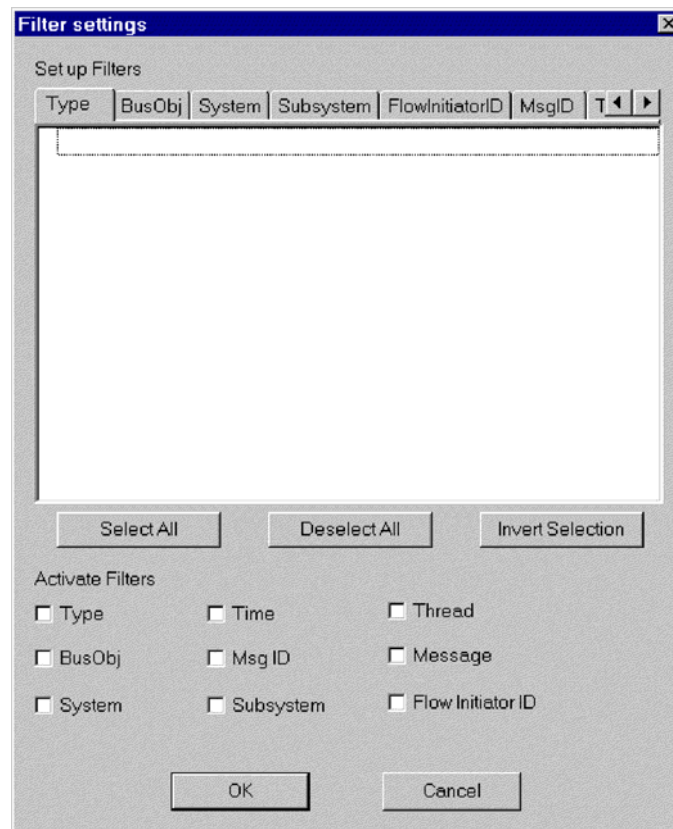 Filter settings
Set up Filters
Type BusObj System Subsystem FlowInitiatorID MsgID T
Select All Deselect All Invert Selection
Activate Filters
Type Time Thread
BusObj Msg ID Message
System Subsystem Flow Initiator ID
OK Cancel